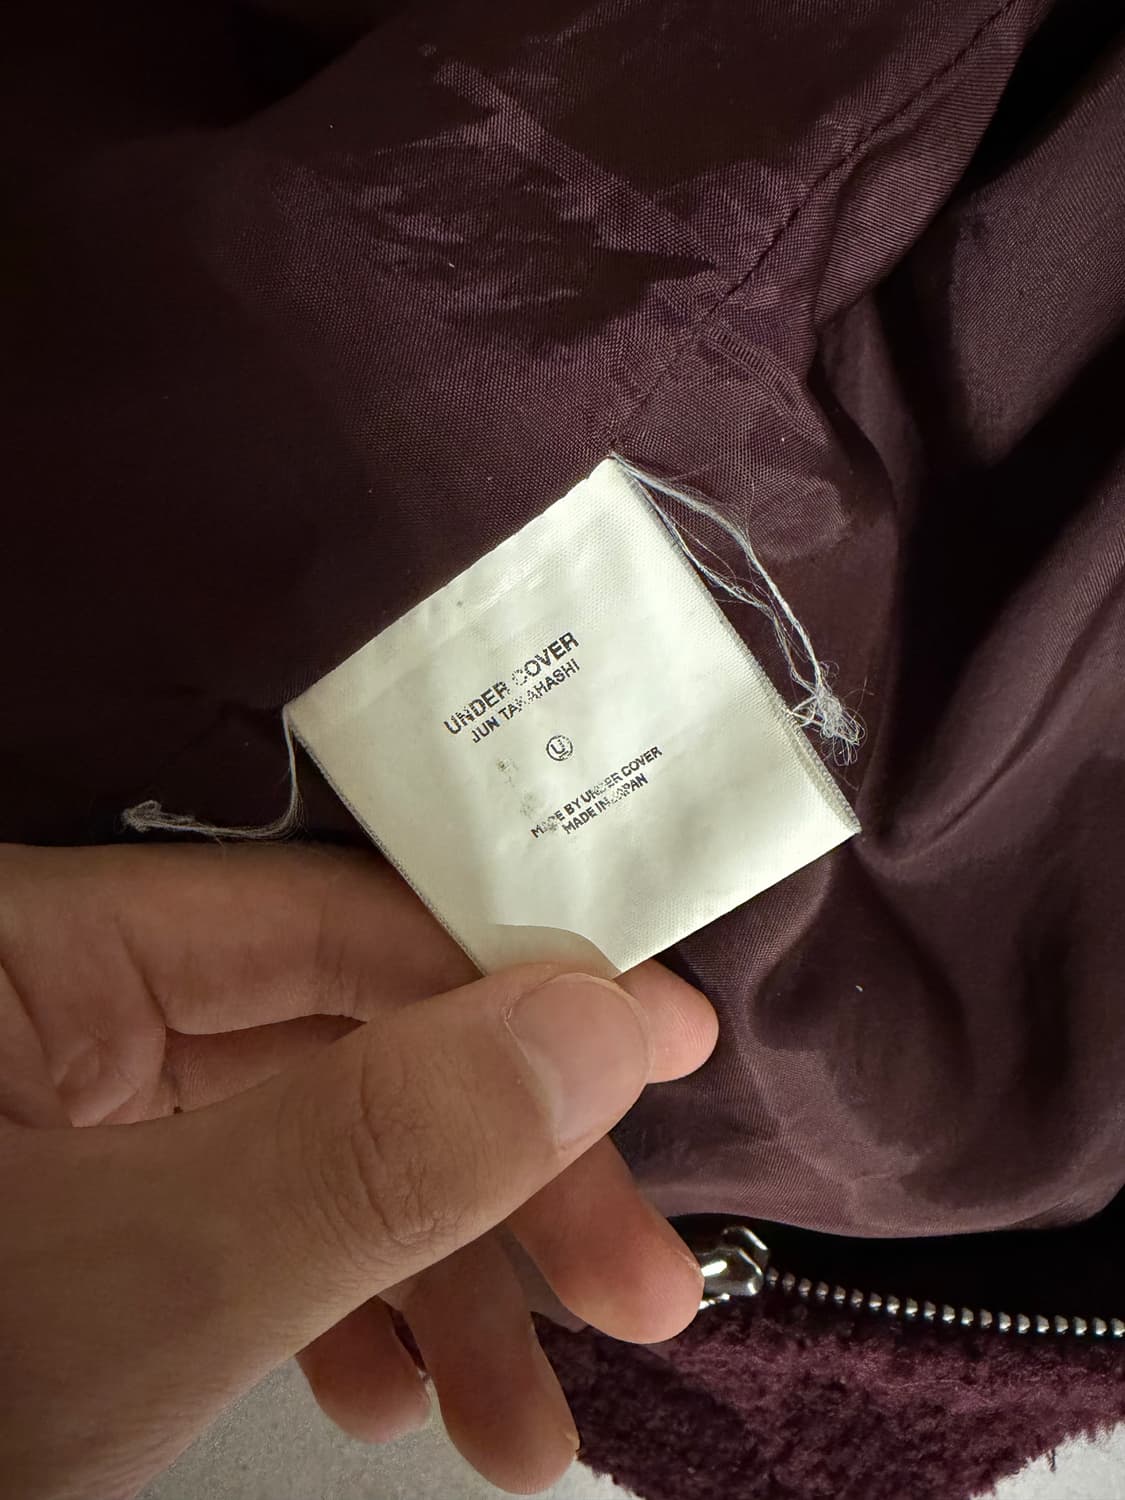 UNDER COVER
JUN TAKAHASHI
U
MADE BY UNDER COVER
MADE IN JAPAN